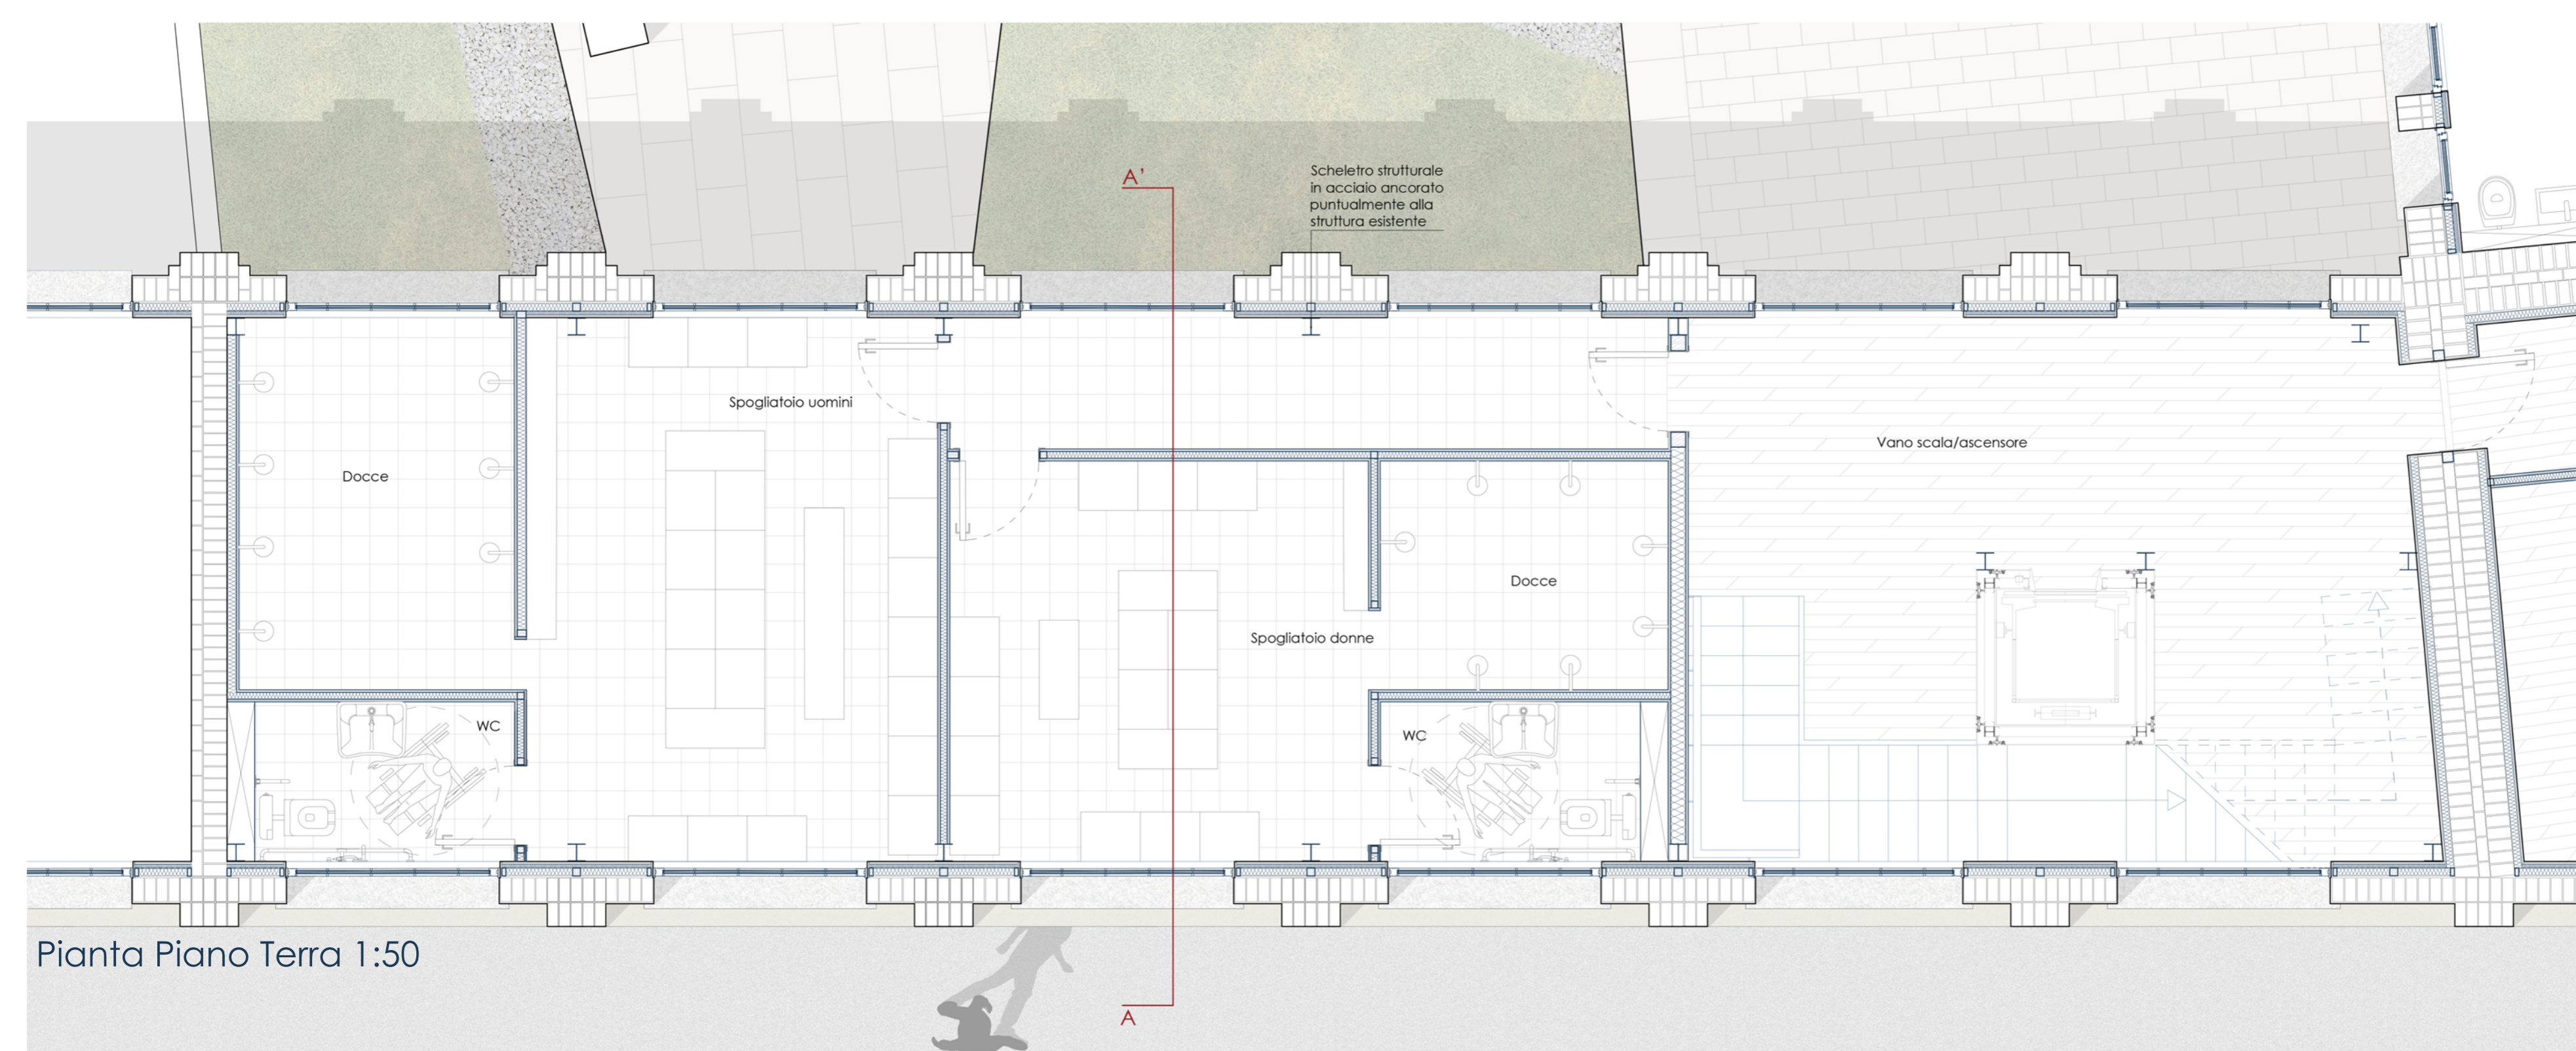 A'
Scheletro strutturale
in acciaio ancorato
puntualmente alla
struttura esistente
Spogliatoio uomini
Vano scala/ascensore
Docce
Docce
Spogliatoio donne
WC
WC
Pianta Piano Terra 1:50
A